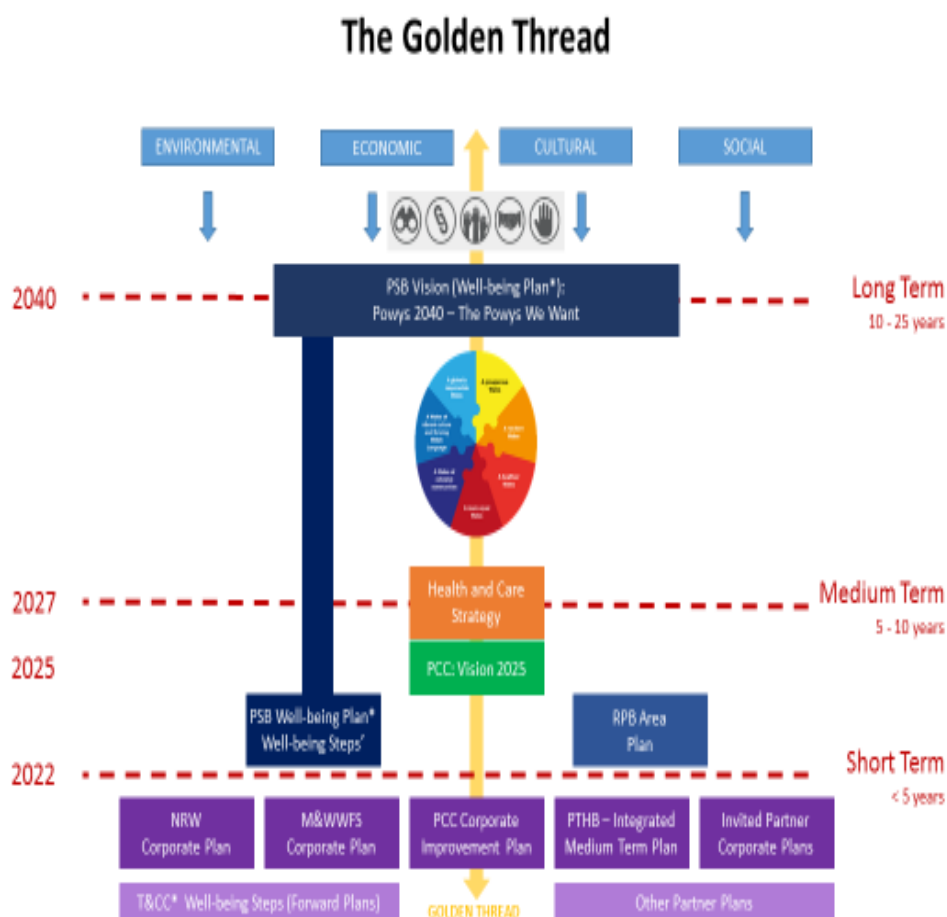 The Golden Thread
ENVIRONMENTAL
ECONOMIC
CULTURAL
SOCIAL
2040
PSB Vision (Well-being Plan*):
Powys 2040 – The Powys We Want
Long Term
10 - 25 years
2027
Health and Care
Strategy
Medium Term
5 - 10 years
2025
PCC: Vision 2025
PSB Well-being Plan*
Well-being Steps’
RPB Area
Plan
2022
Short Term
< 5 years
NRW
Corporate Plan
M&WWFS
Corporate Plan
PCC Corporate
Improvement Plan
PTHB – Integrated
Medium Term Plan
Invited Partner
Corporate Plans
T&CC* Well-being Steps (Forward Plans)
Other Partner Plans
GOLDEN THREAD